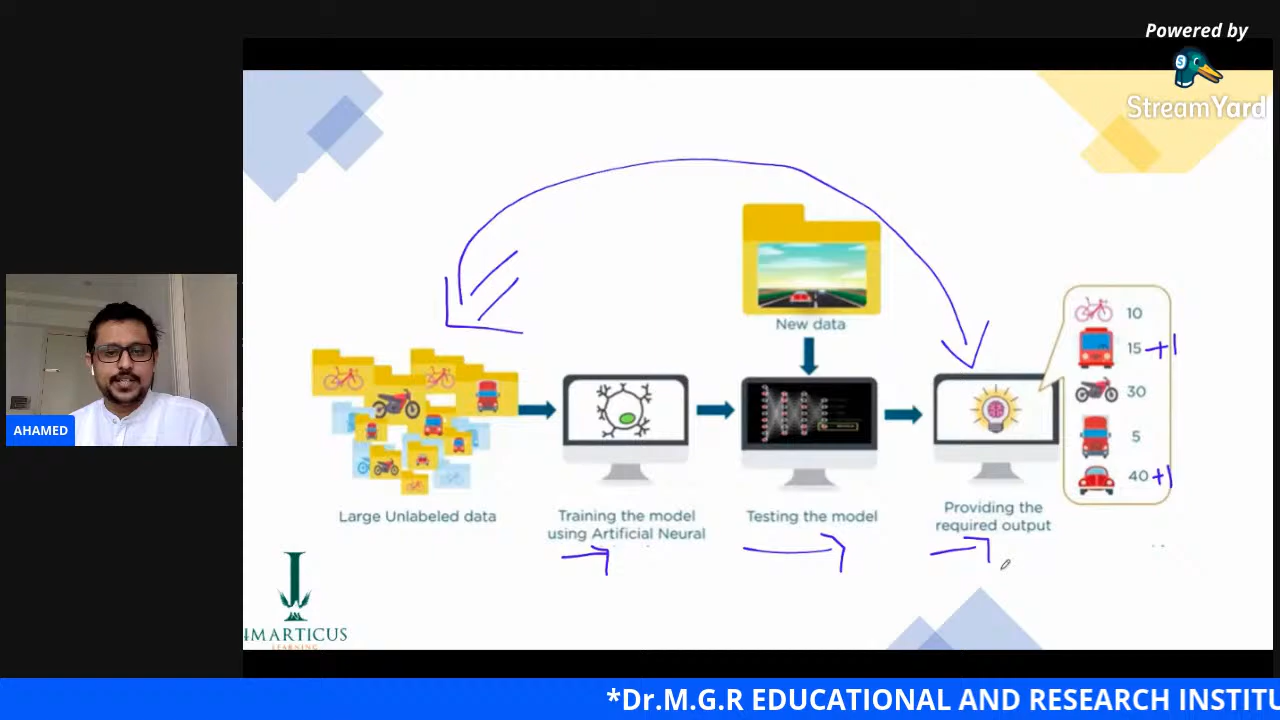 Powered by
StreamYard
New data
10
15 +1
30
5
40 +1
AHAMED
Large Unlabeled data
Training the model
using Artificial Neural
Testing the model
Providing the
required output
IMARTICUS
LEARNING
*Dr.M.G.R EDUCATIONAL AND RESEARCH INSTITU